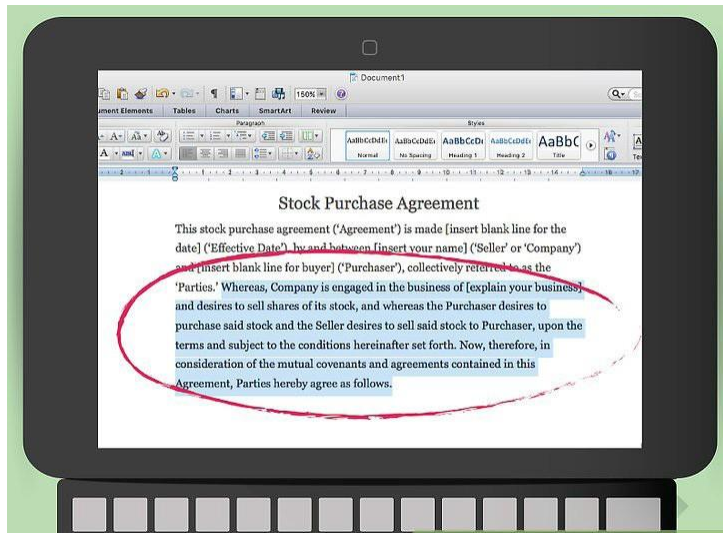 Document1
150%
ument Elements Tables Charts SmartArt Review
Paragraph Styles
AaBbCcDdEe AaBbCcDdEe AaBbCcDc AaBbCcDdEe AaBbC
Normal No Spacing Heading 1 Heading 2 Title
Stock Purchase Agreement
This stock purchase agreement (‘Agreement’) is made [insert blank line for the
date] (‘Effective Date’), by and between [insert your name] (‘Seller’ or ‘Company’)
and [insert blank line for buyer] (‘Purchaser’), collectively referred to as the
‘Parties.’ Whereas, Company is engaged in the business of [explain your business]
and desires to sell shares of its stock, and whereas the Purchaser desires to
purchase said stock and the Seller desires to sell said stock to Purchaser, upon the
terms and subject to the conditions hereinafter set forth. Now, therefore, in
consideration of the mutual covenants and agreements contained in this
Agreement, Parties hereby agree as follows.